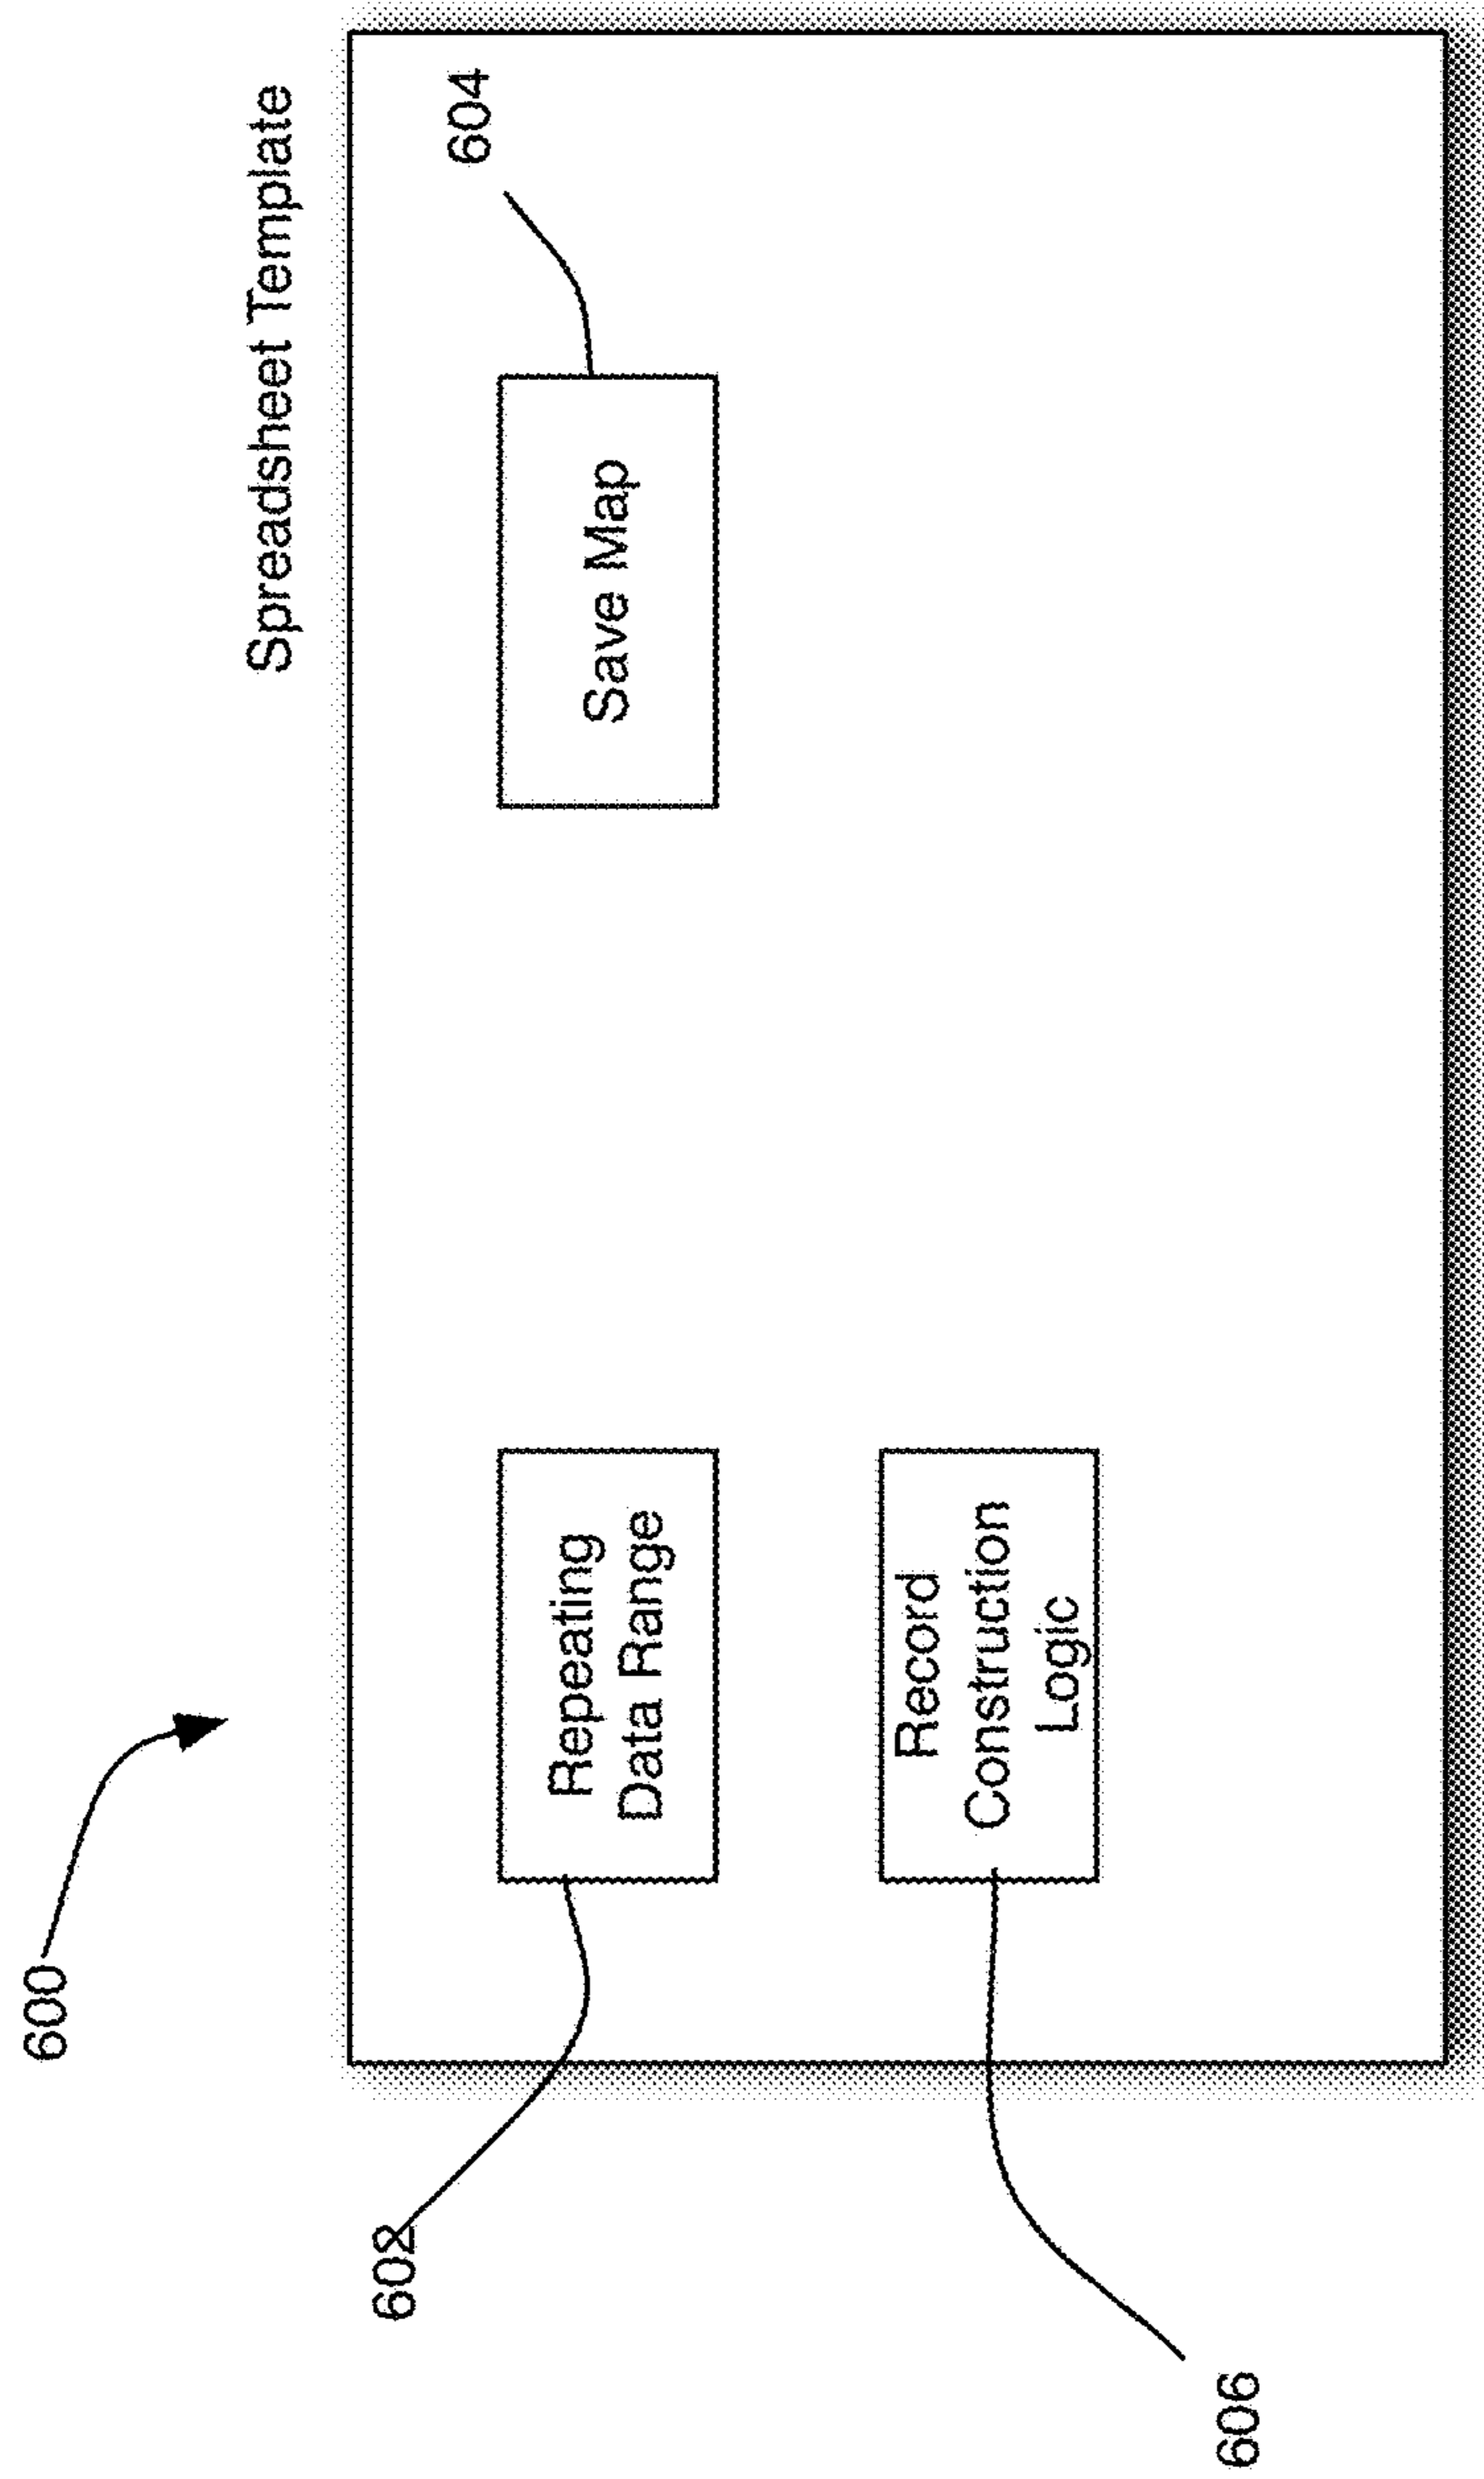 600
Spreadsheet Template
602
Repeating
Data Range
Save Map
604
606
Record
Construction
Logic